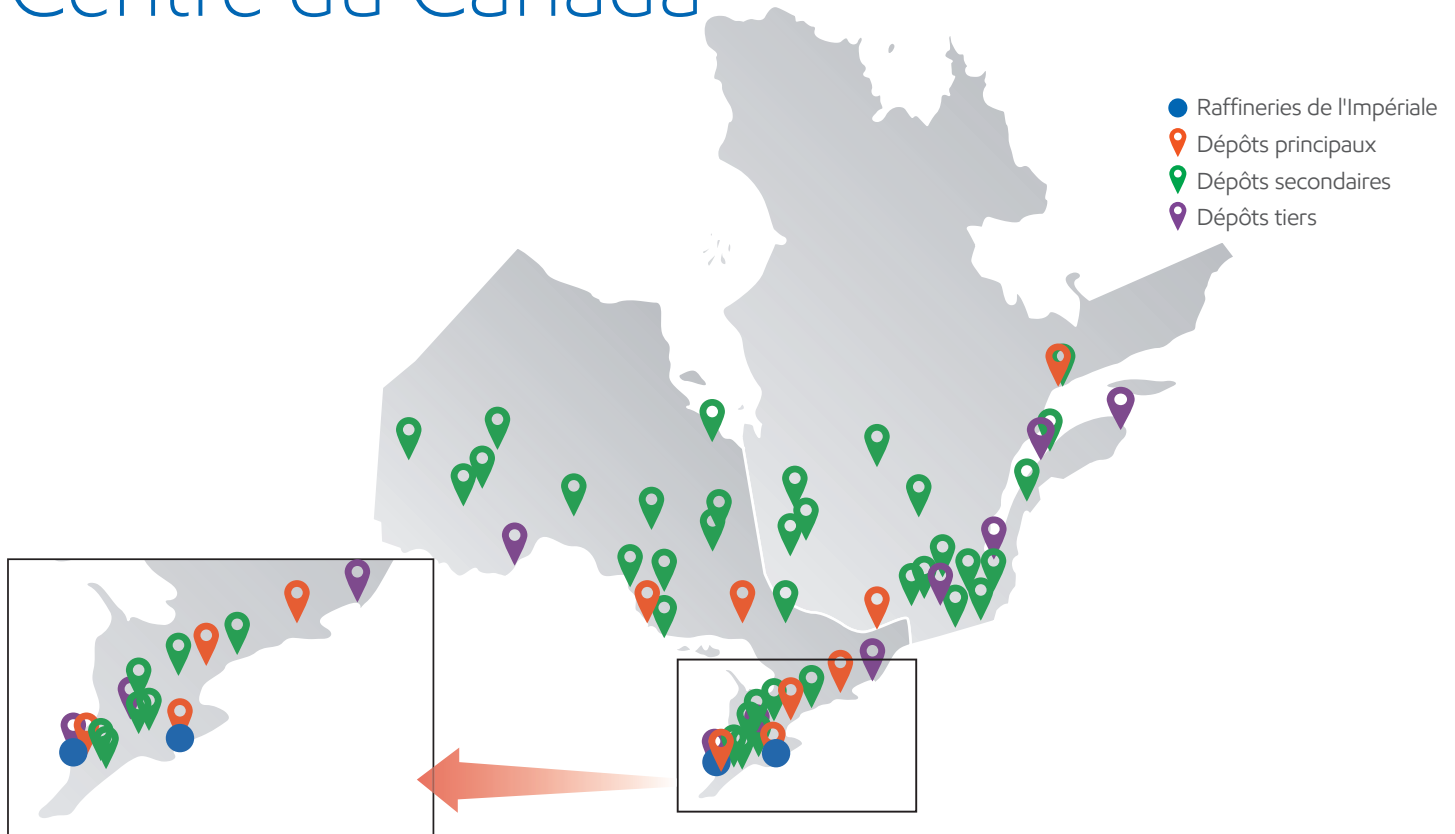 Centre du Canada
Raffineries de l'Impériale
Dépôts principaux
Dépôts secondaires
Dépôts tiers